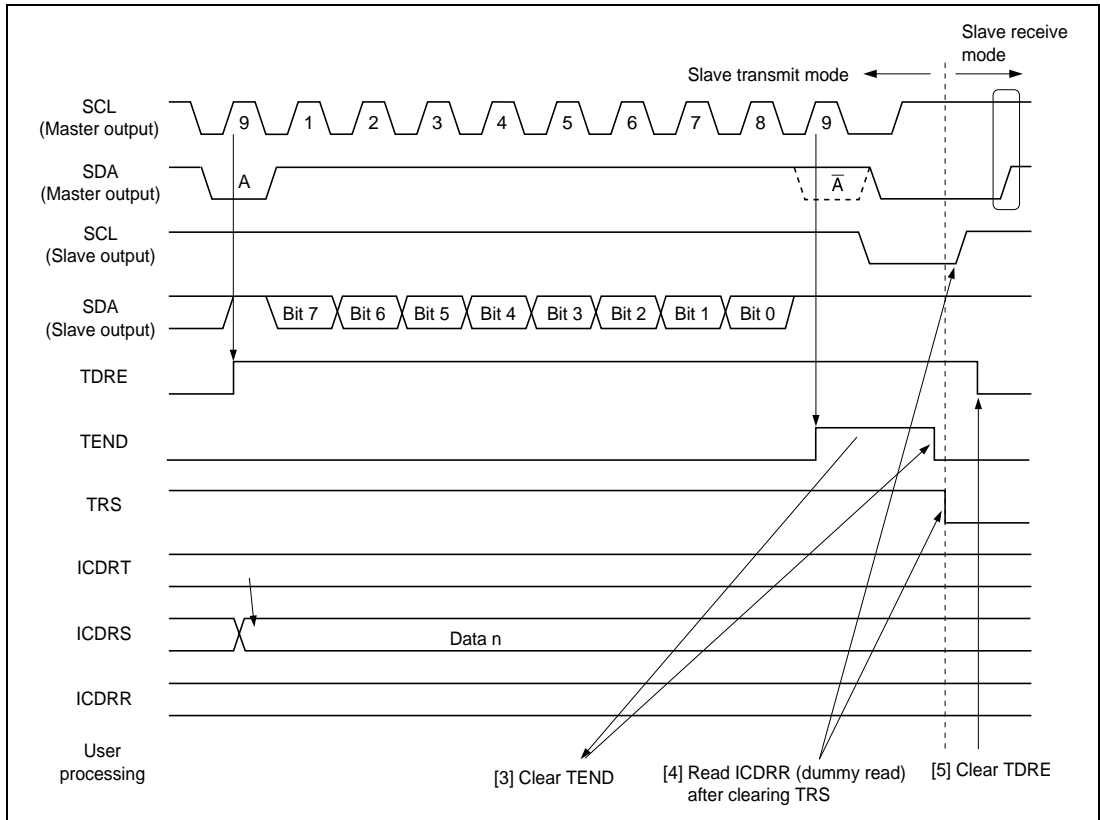 Slave receive
mode
Slave transmit mode
SCL
(Master output)
9 1 2 3 4 5 6 7 8 9
SDA
(Master output)
A A̅
SCL
(Slave output)
SDA
(Slave output)
Bit 7 Bit 6 Bit 5 Bit 4 Bit 3 Bit 2 Bit 1 Bit 0
TDRE
TEND
TRS
ICDRT
ICDRS
Data n
ICDRR
User
processing
[3] Clear TEND
[4] Read ICDRR (dummy read)
after clearing TRS
[5] Clear TDRE